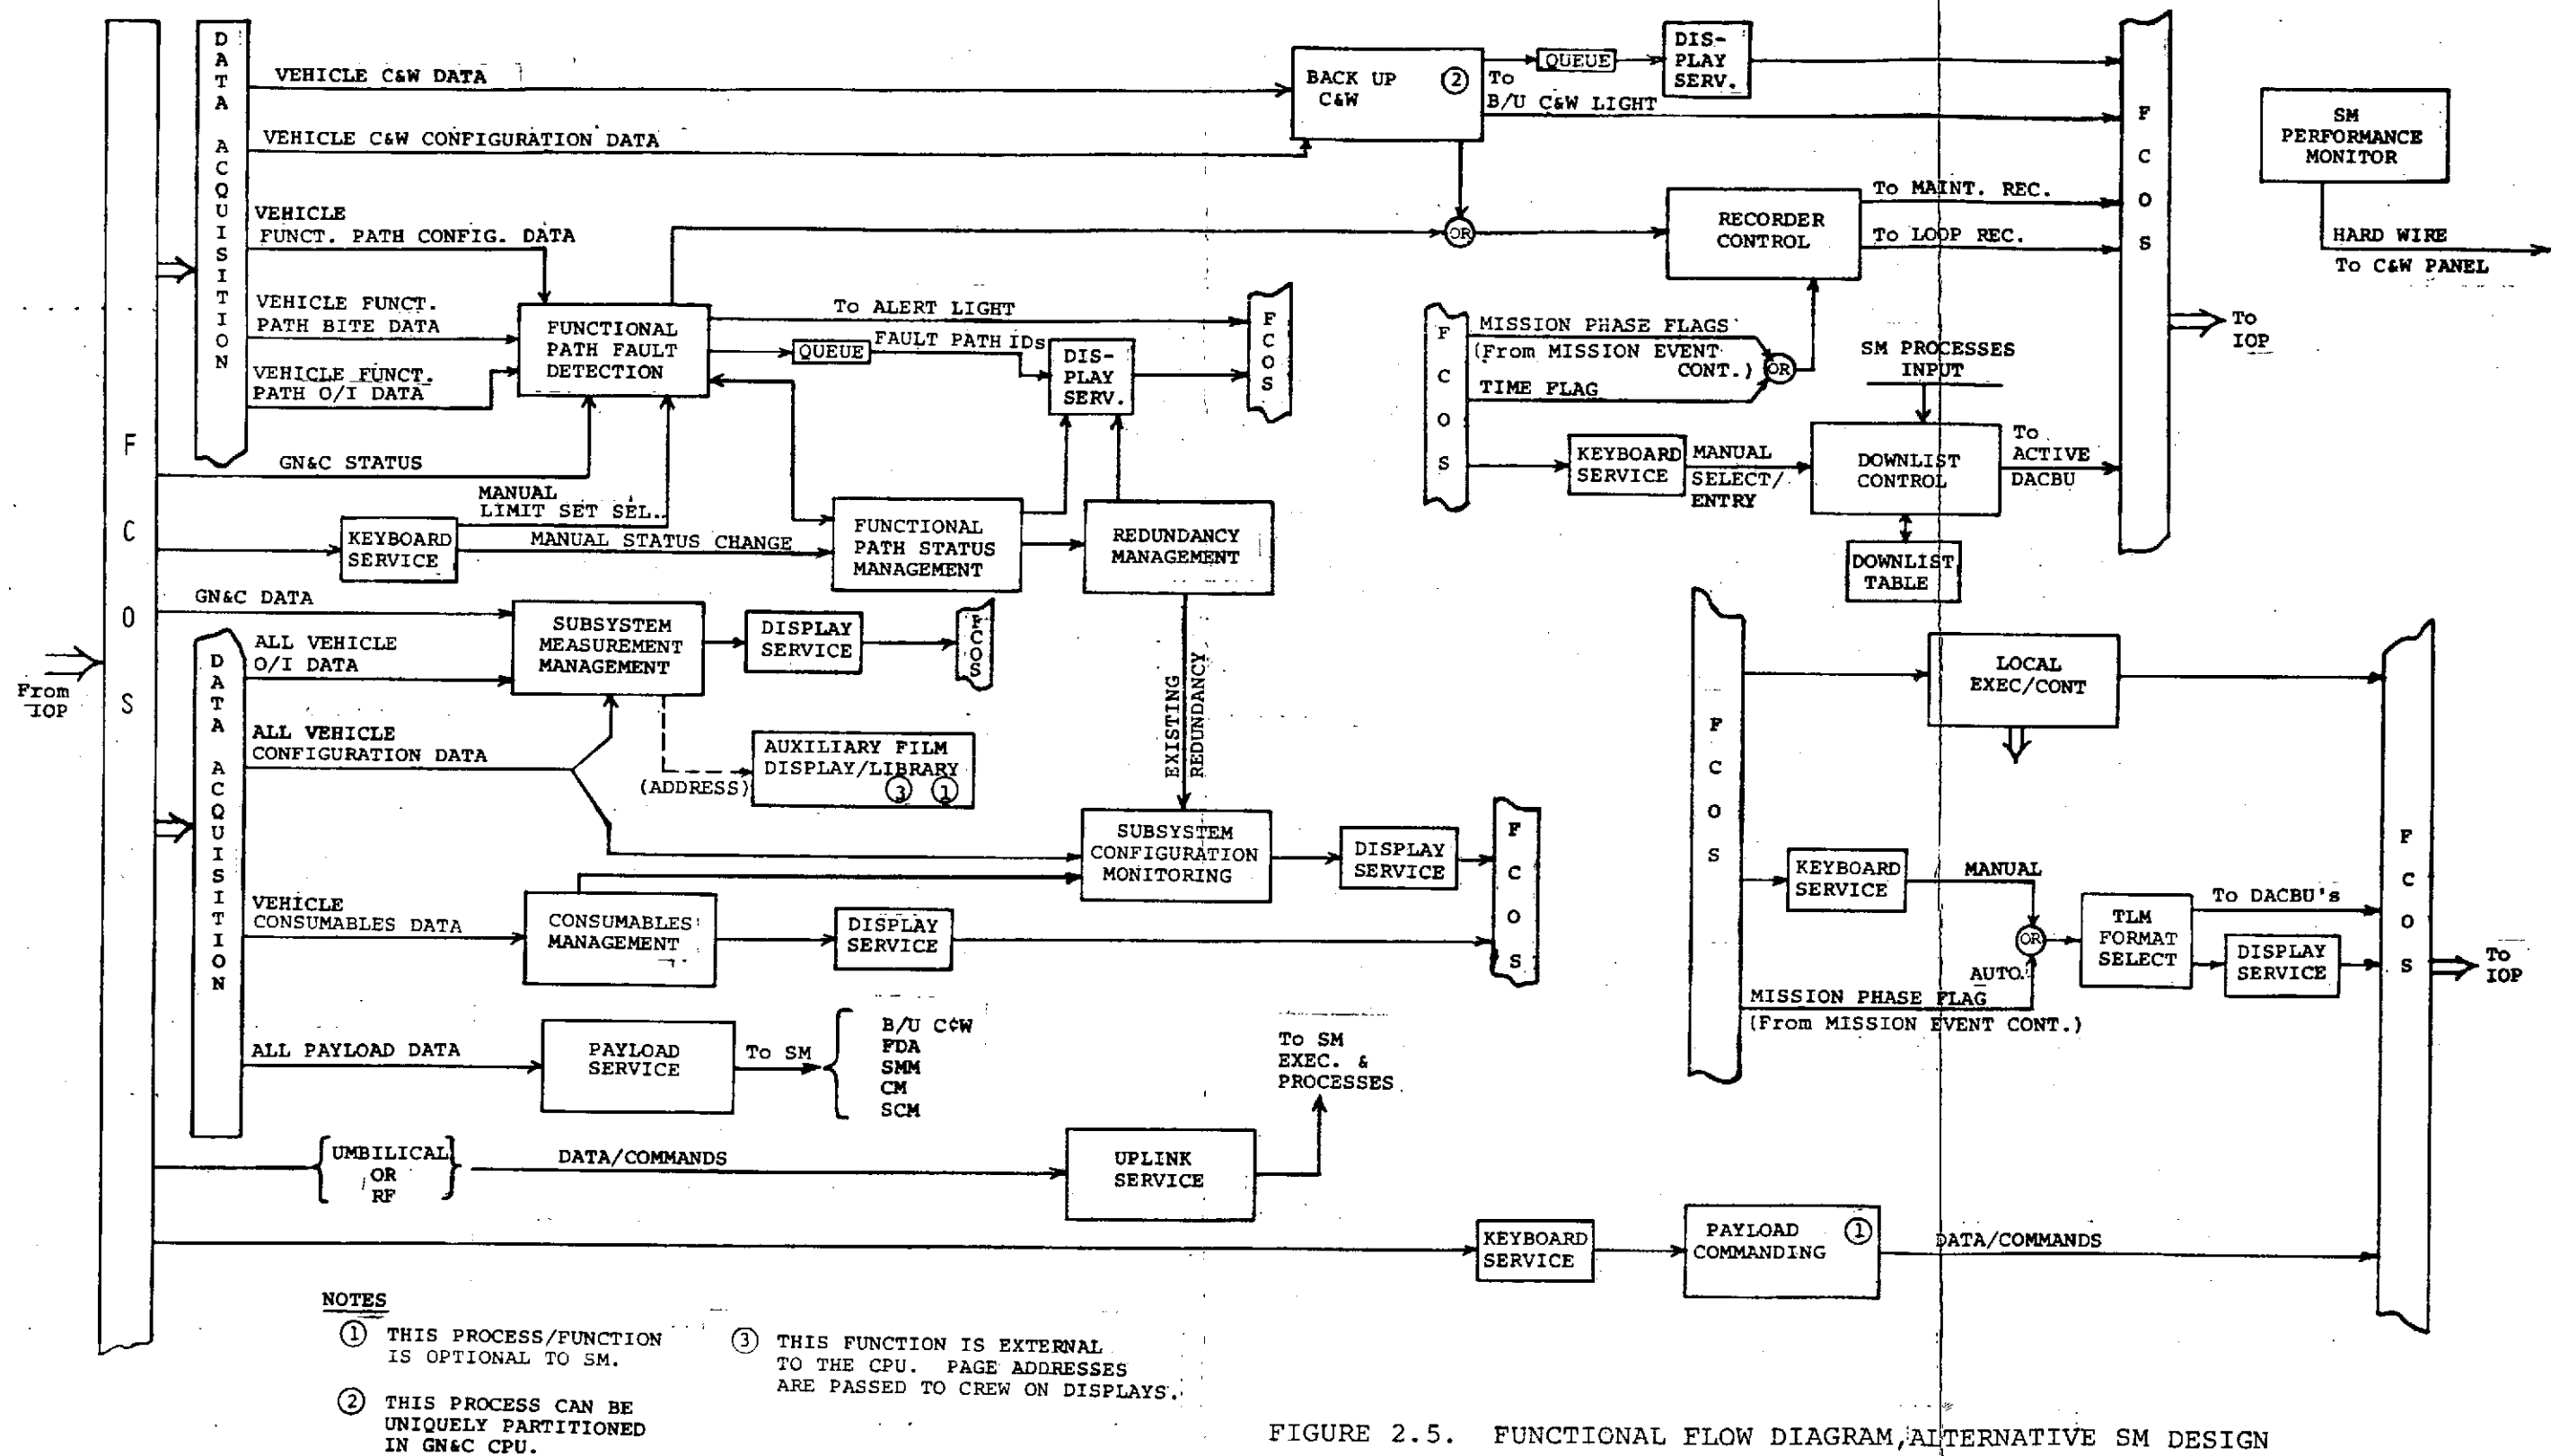 DATA ACQUISITION
VEHICLE C&W DATA
VEHICLE C&W CONFIGURATION DATA
VEHICLE
FUNCT. PATH CONFIG. DATA
VEHICLE FUNCT.
PATH BITE DATA
VEHICLE FUNCT.
PATH O/I DATA
GN&C STATUS
BACK UP
C&W
②
QUEUE
DIS-
PLAY
SERV.
To
B/U C&W LIGHT
FCOS
SM
PERFORMANCE
MONITOR
HARD WIRE
To C&W PANEL
OR
RECORDER
CONTROL
To MAINT. REC.
To LOOP REC.
FUNCTIONAL
PATH FAULT
DETECTION
To ALERT LIGHT
QUEUE
FAULT PATH IDs
DIS-
PLAY
SERV.
FCOS
FCOS
MISSION PHASE FLAGS
(From MISSION EVENT
CONT.)
TIME FLAG
OR
SM PROCESSES
INPUT
To
IOP
KEYBOARD
SERVICE
MANUAL
SELECT/
ENTRY
DOWNLIST
CONTROL
To
ACTIVE
DACBU
DOWNLIST
TABLE
FCOS
From
IOP
MANUAL
LIMIT SET SEL.
KEYBOARD
SERVICE
MANUAL STATUS CHANGE
FUNCTIONAL
PATH STATUS
MANAGEMENT
REDUNDANCY
MANAGEMENT
GN&C DATA
DATA ACQUISITION
ALL VEHICLE
O/I DATA
SUBSYSTEM
MEASUREMENT
MANAGEMENT
DISPLAY
SERVICE
FCOS
EXISTING
REDUNDANCY
ALL VEHICLE
CONFIGURATION DATA
(ADDRESS)
AUXILIARY FILM
DISPLAY/LIBRARY
③ ①
SUBSYSTEM
CONFIGURATION
MONITORING
DISPLAY
SERVICE
FCOS
VEHICLE
CONSUMABLES DATA
CONSUMABLES
MANAGEMENT
DISPLAY
SERVICE
FCOS
LOCAL
EXEC/CONT
FCOS
KEYBOARD
SERVICE
MANUAL
OR
AUTO.
MISSION PHASE FLAG
(From MISSION EVENT CONT.)
TLM
FORMAT
SELECT
To DACBU's
DISPLAY
SERVICE
To
IOP
ALL PAYLOAD DATA
PAYLOAD
SERVICE
To SM
B/U C&W
FDA
SMM
CM
SCM
UMBILICAL
OR
RF
DATA/COMMANDS
UPLINK
SERVICE
To SM
EXEC. &
PROCESSES
KEYBOARD
SERVICE
PAYLOAD
COMMANDING
①
DATA/COMMANDS
NOTES
① THIS PROCESS/FUNCTION
IS OPTIONAL TO SM.
② THIS PROCESS CAN BE
UNIQUELY PARTITIONED
IN GN&C CPU.
③ THIS FUNCTION IS EXTERNAL
TO THE CPU. PAGE ADDRESSES
ARE PASSED TO CREW ON DISPLAYS.
FIGURE 2.5. FUNCTIONAL FLOW DIAGRAM, ALTERNATIVE SM DESIGN